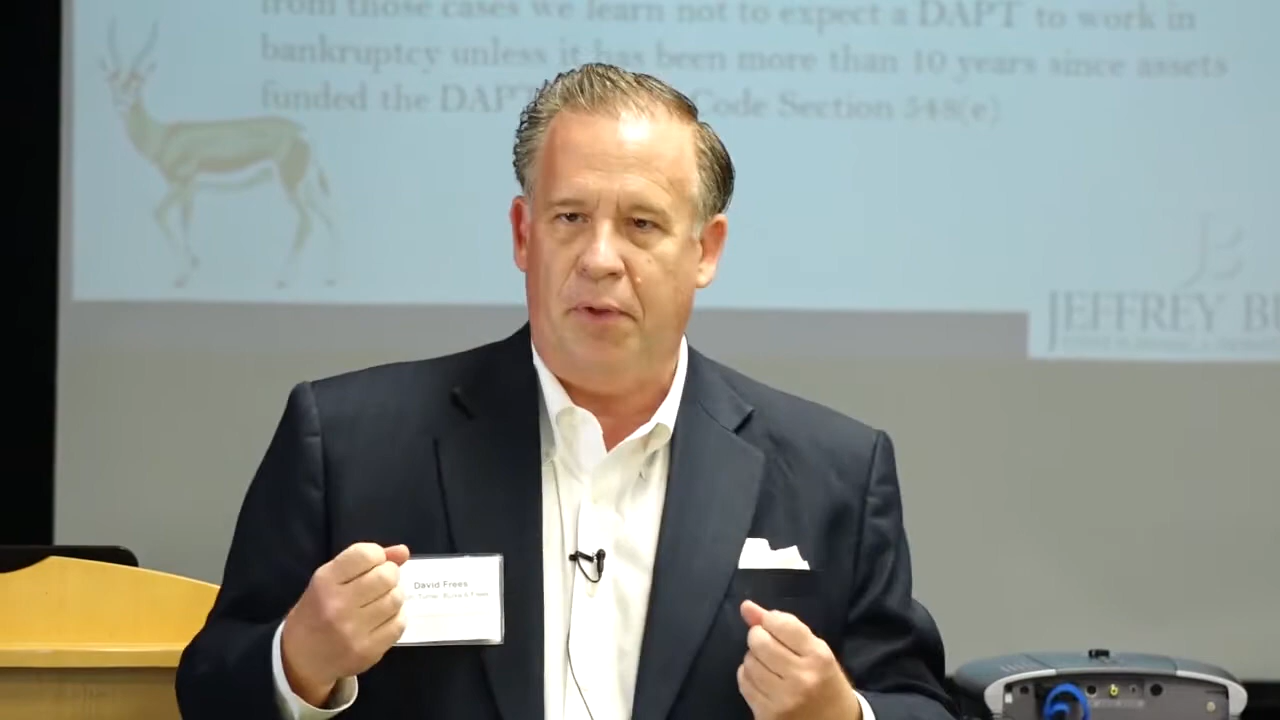 from those cases we learn not to expect a DAPT to work in
bankruptcy unless it has been more than 10 years since assets
funded the DAPT Code Section 548(e)
JEFFREY
David Frees